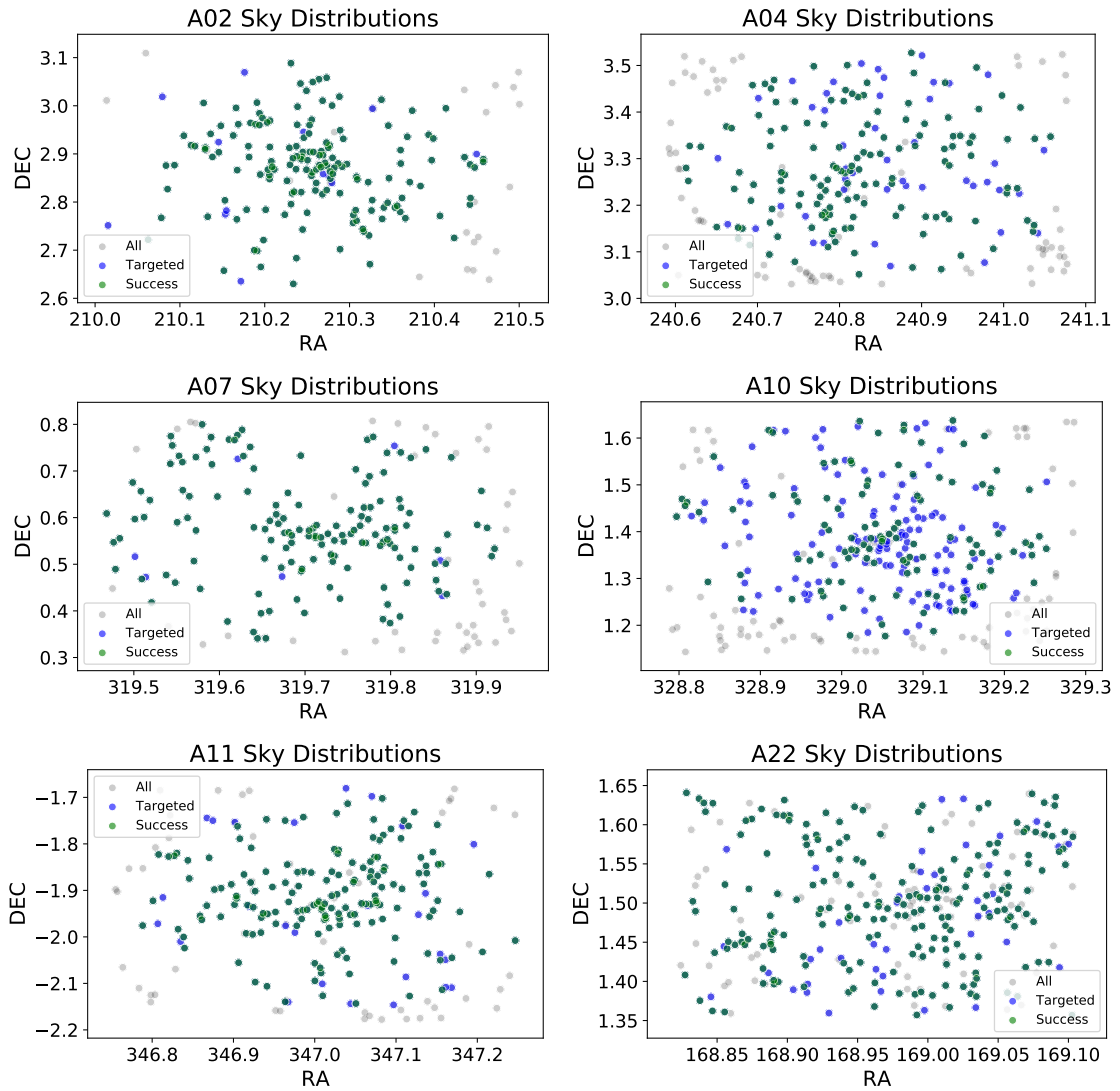 A02 Sky Distributions
3.1
3.0
2.9
2.8
2.7
2.6
DEC
All
Targeted
Success
210.0 210.1 210.2 210.3 210.4 210.5
RA
A04 Sky Distributions
3.5
3.4
3.3
3.2
3.1
3.0
DEC
All
Targeted
Success
240.6 240.7 240.8 240.9 241.0 241.1
RA
A07 Sky Distributions
0.8
0.7
0.6
0.5
0.4
0.3
DEC
All
Targeted
Success
319.5 319.6 319.7 319.8 319.9
RA
A10 Sky Distributions
1.6
1.5
1.4
1.3
1.2
DEC
All
Targeted
Success
328.8 328.9 329.0 329.1 329.2 329.3
RA
A11 Sky Distributions
−1.7
−1.8
−1.9
−2.0
−2.1
−2.2
DEC
All
Targeted
Success
346.8 346.9 347.0 347.1 347.2
RA
A22 Sky Distributions
1.65
1.60
1.55
1.50
1.45
1.40
1.35
DEC
All
Targeted
Success
168.85 168.90 168.95 169.00 169.05 169.10
RA